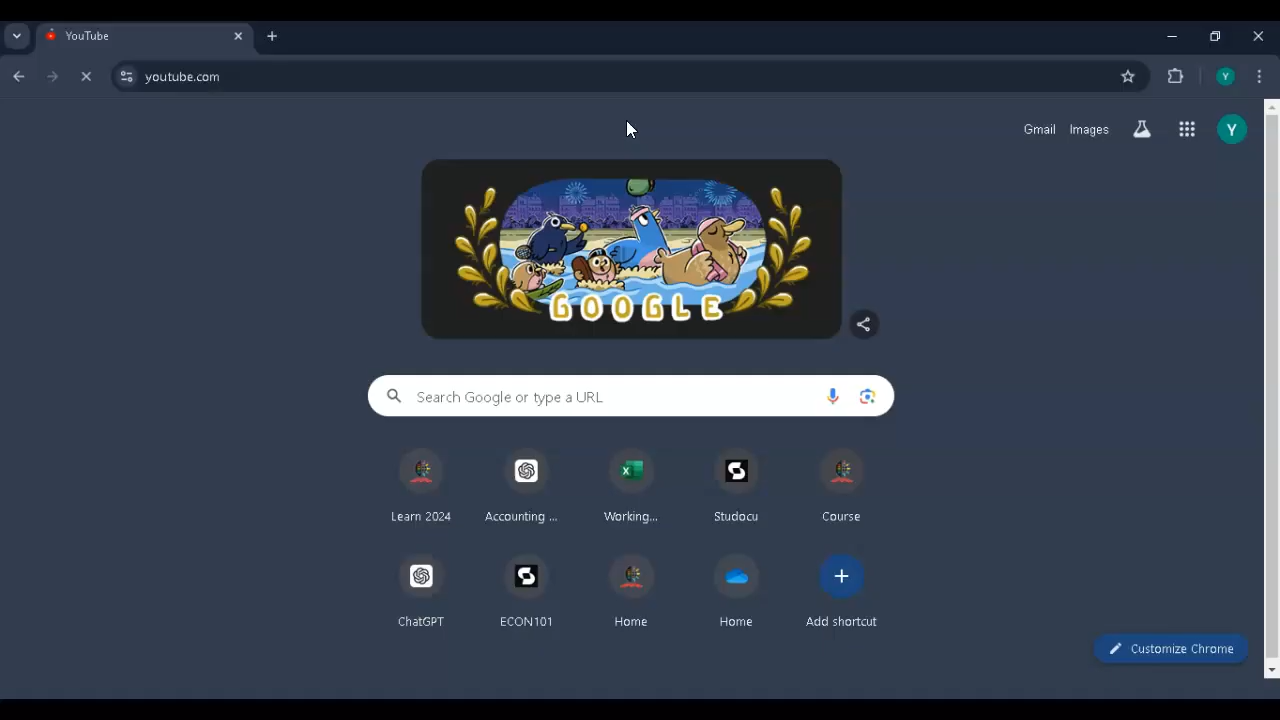 YouTube
youtube.com
Gmail Images Y
GOOGLE
Search Google or type a URL
Learn 2024 Accounting ... Working... Studocu Course
ChatGPT ECON101 Home Home Add shortcut
Customize Chrome